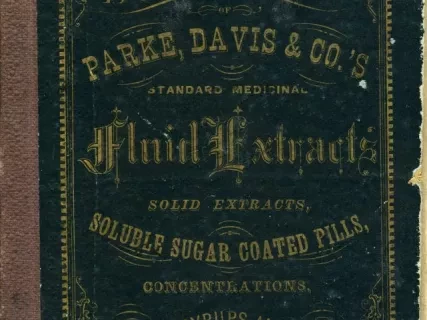 OF
PARKE, DAVIS & CO.'S
STANDARD MEDICINAL
Fluid Extracts
SOLID EXTRACTS,
SOLUBLE SUGAR COATED PILLS,
CONCENTRATIONS,